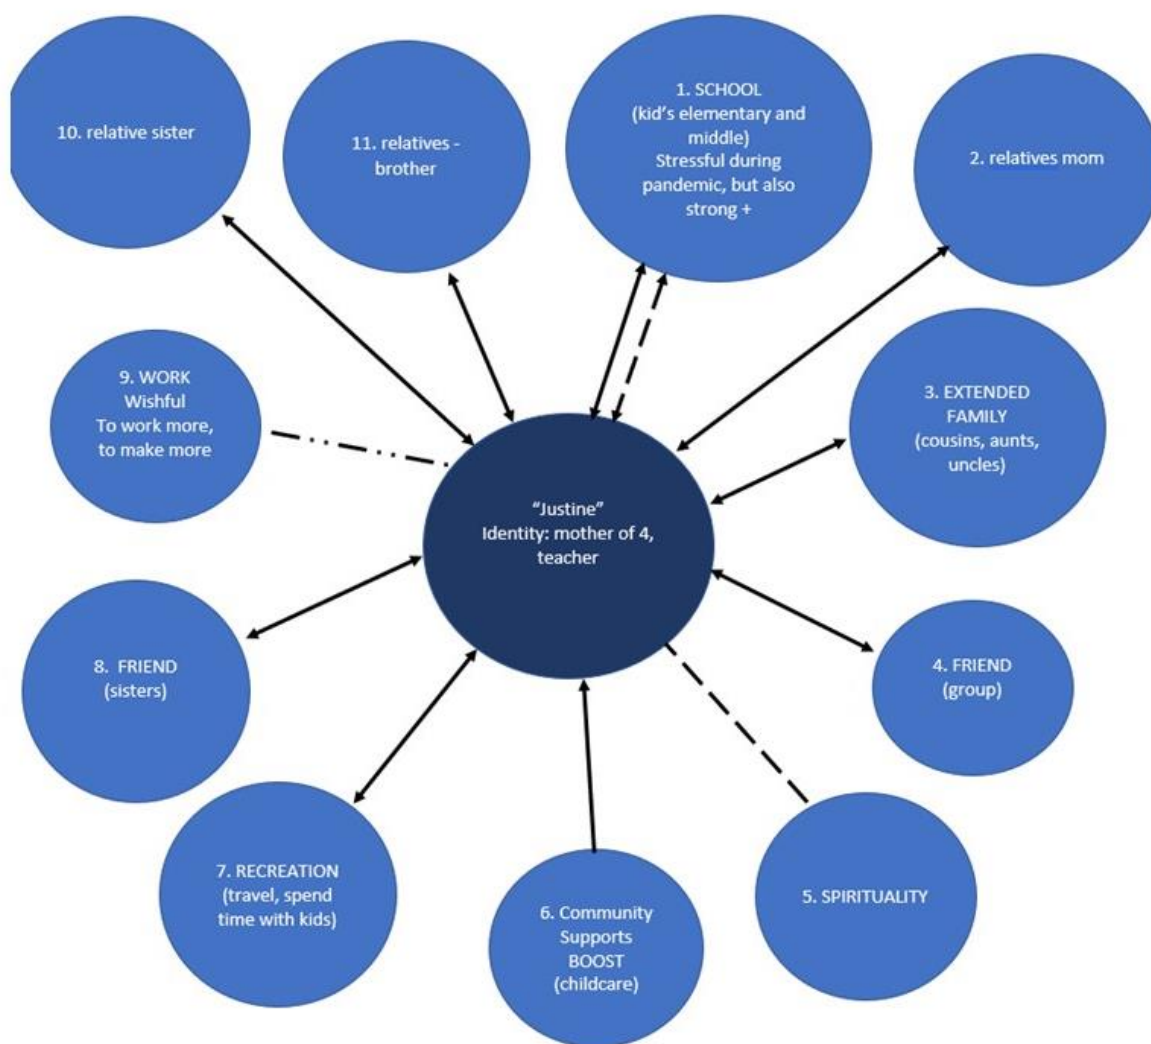 1. SCHOOL
(kid’s elementary and
middle)
Stressful during
pandemic, but also
strong +
2. relatives mom
3. EXTENDED
FAMILY
(cousins, aunts,
uncles)
4. FRIEND
(group)
5. SPIRITUALITY
6. Community
Supports
BOOST
(childcare)
7. RECREATION
(travel, spend
time with kids)
8. FRIEND
(sisters)
9. WORK
Wishful
To work more,
to make more
10. relative sister
11. relatives -
brother
“Justine”
Identity: mother of 4,
teacher